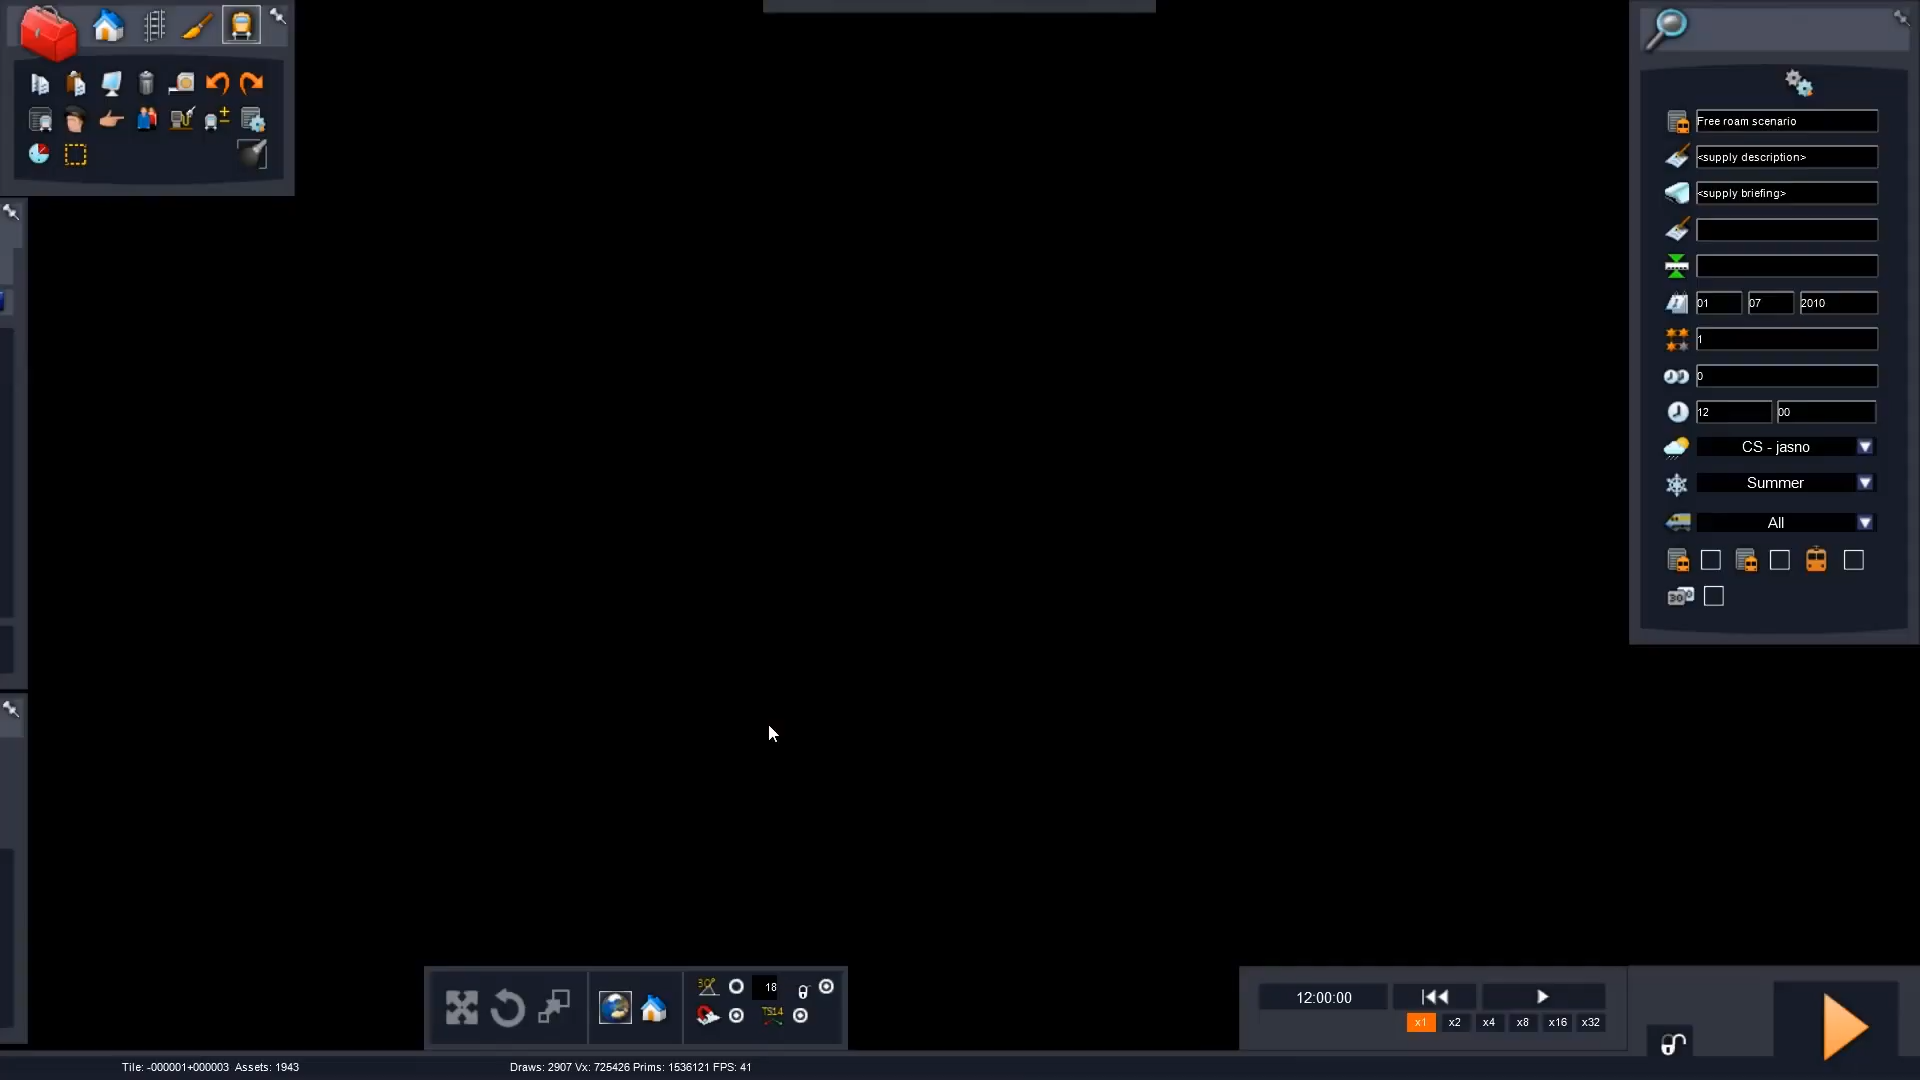 Free roam scenario
<supply description>
<supply briefing>
01 07 2010
1
0
12 00
CS - jasno
Summer
All
30°
18
TS14
12:00:00
x1 x2 x4 x8 x16 x32
Tile: -000001+000003 Assets: 1943
Draws: 2907 Vx: 725426 Prims: 1536121 FPS: 41